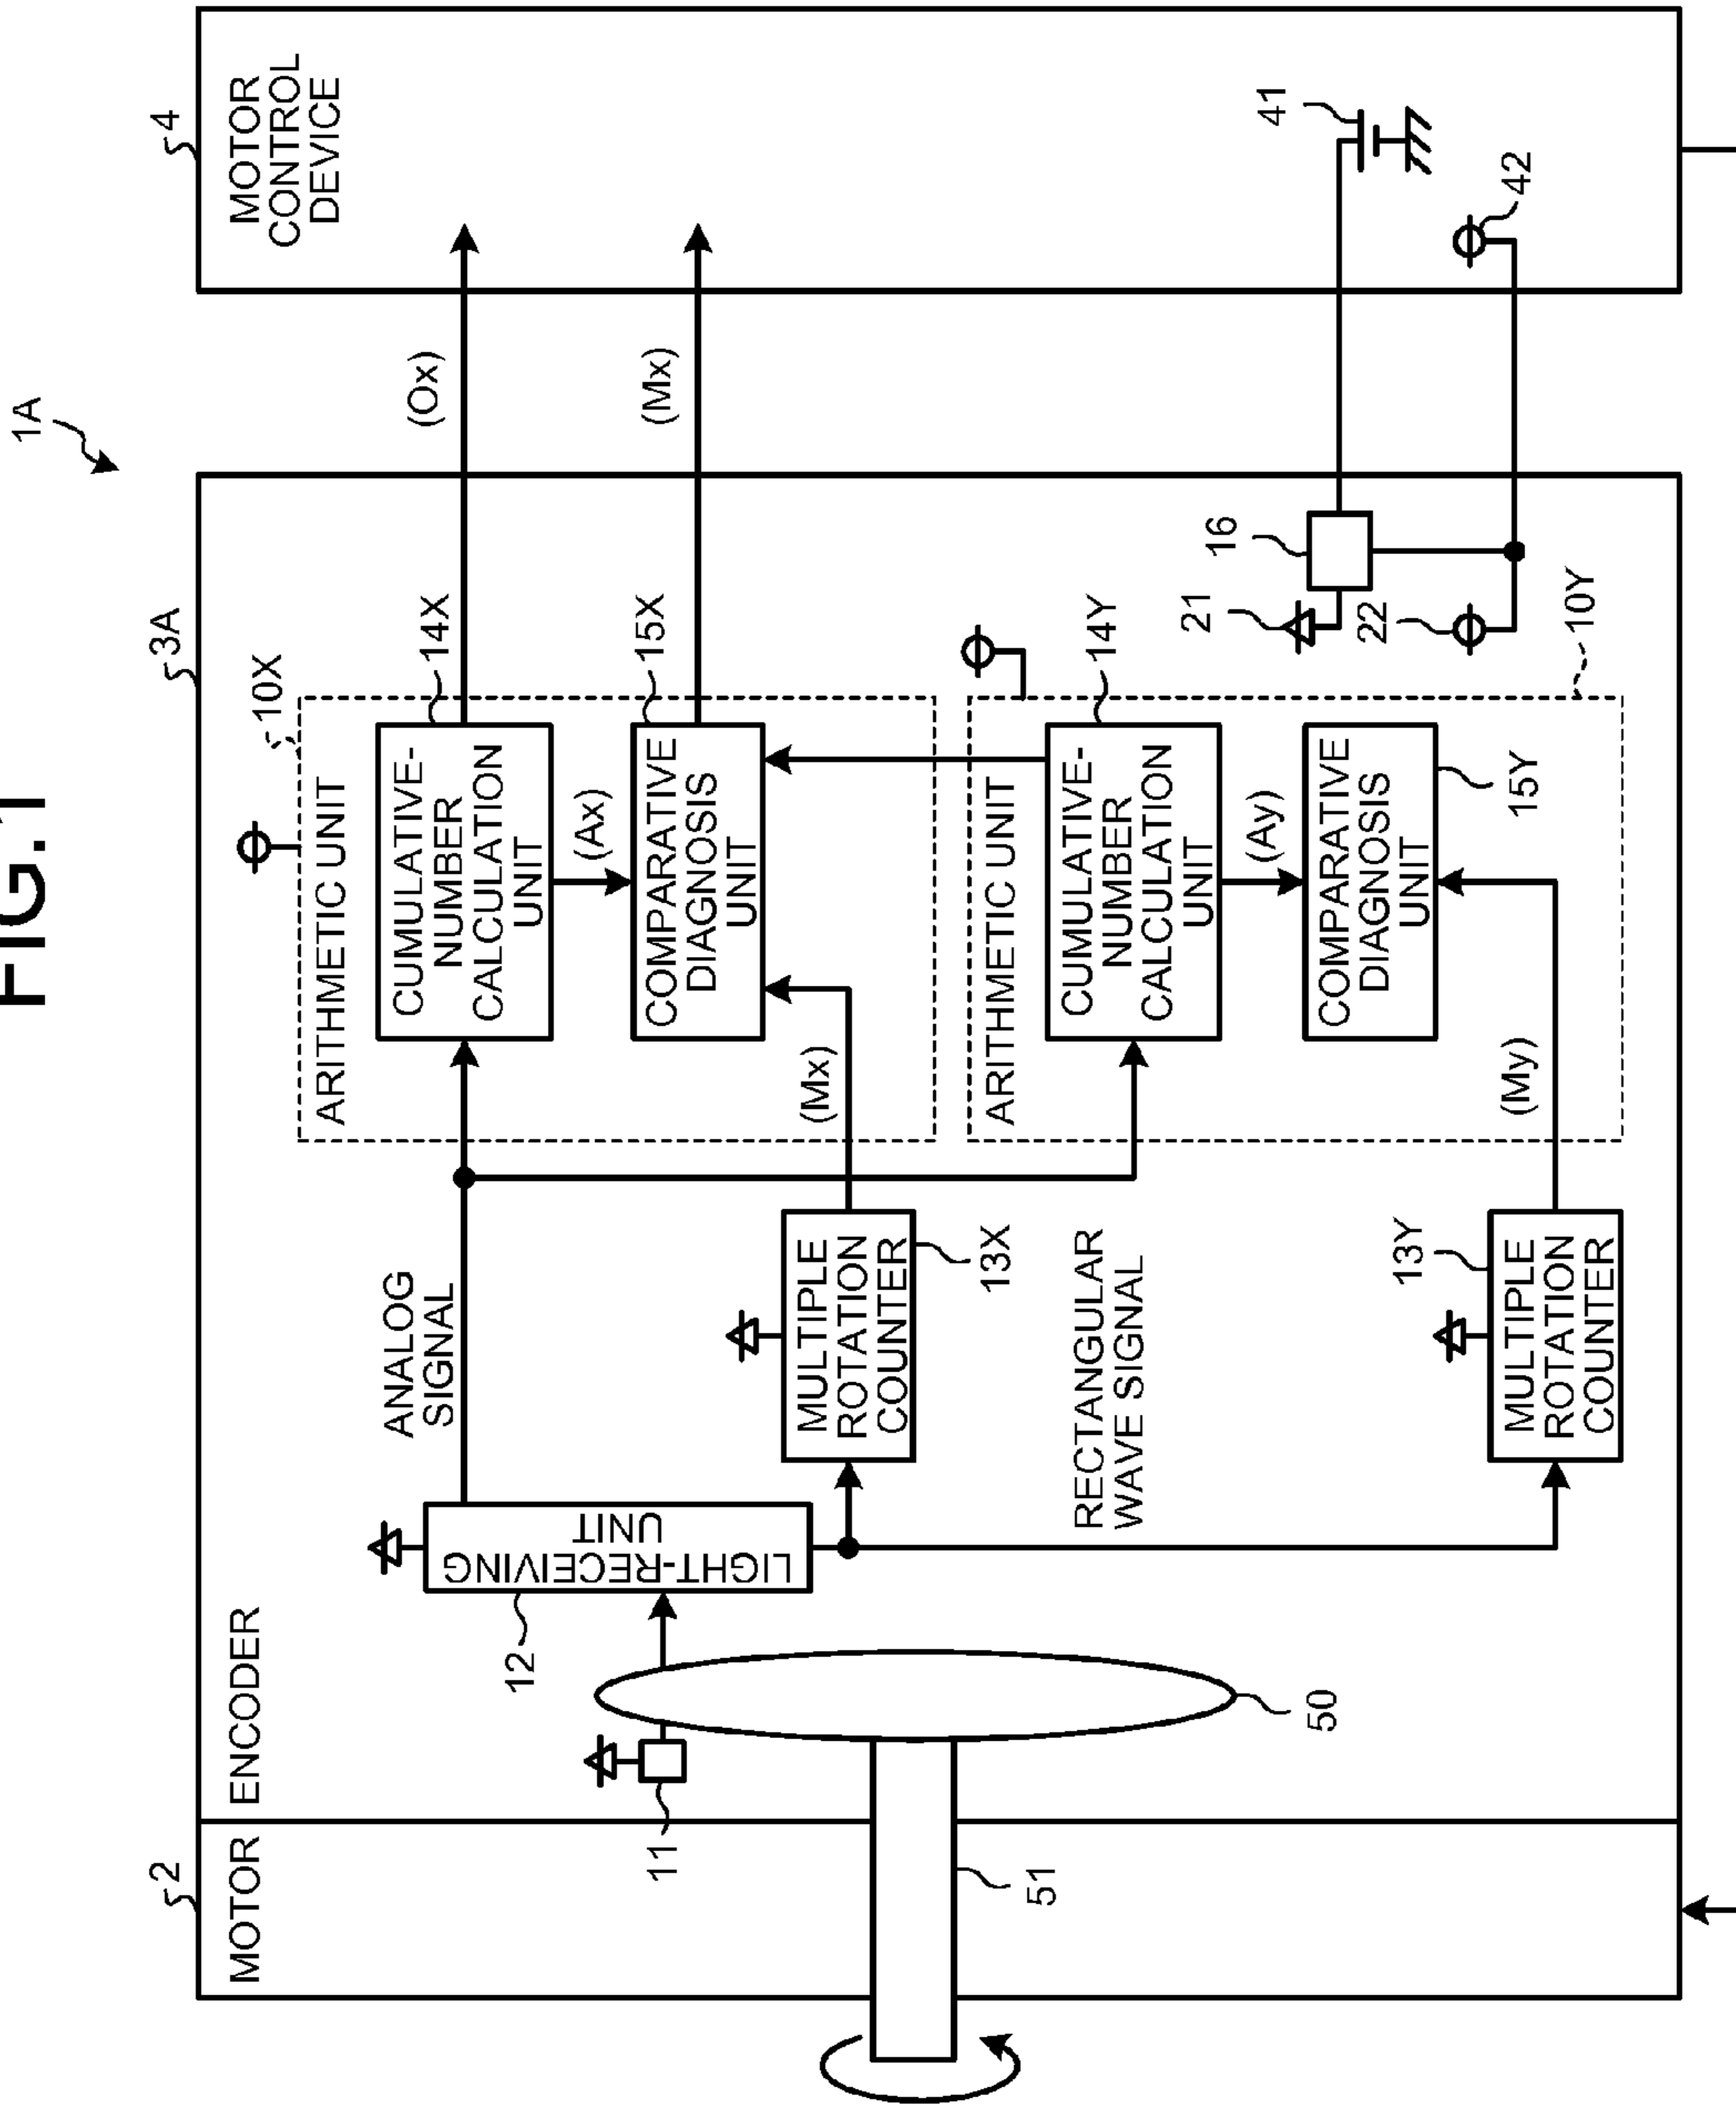 FIG.1
1A
2
MOTOR
3A
ENCODER
4
MOTOR
CONTROL
DEVICE
10X
ARITHMETIC UNIT
14X
CUMULATIVE-
NUMBER
CALCULATION
UNIT
(Ox)
ANALOG
SIGNAL
(Ax)
12
LIGHT-RECEIVING
UNIT
15X
COMPARATIVE
DIAGNOSIS
UNIT
(Mx)
11
MULTIPLE
ROTATION
COUNTER
13X
(Mx)
50
51
RECTANGULAR
WAVE SIGNAL
ARITHMETIC UNIT
14Y
CUMULATIVE-
NUMBER
CALCULATION
UNIT
(Ay)
COMPARATIVE
DIAGNOSIS
UNIT
15Y
13Y
MULTIPLE
ROTATION
COUNTER
(My)
16
21
22
10Y
41
42